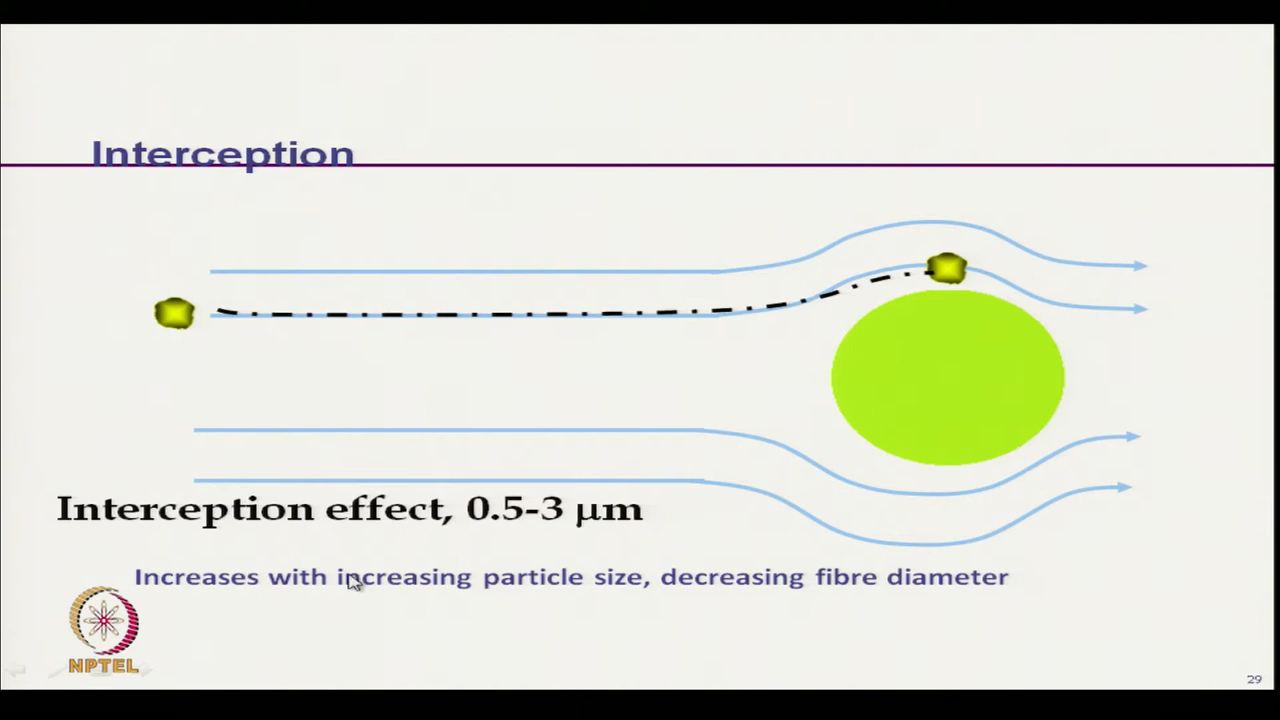 Interception
Interception effect, 0.5-3 μm
Increases with increasing particle size, decreasing fibre diameter
NPTEL
29